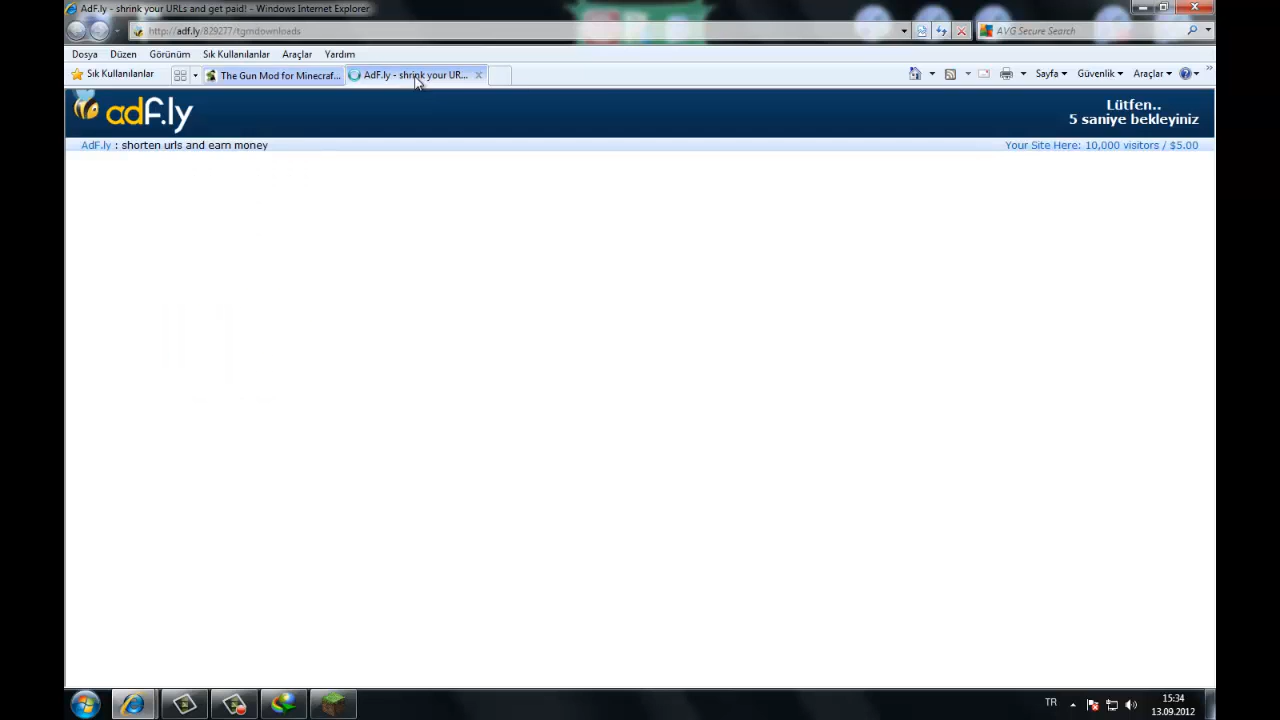 AdF.ly - shrink your URLs and get paid! - Windows Internet Explorer
http://adf.ly/829277/tgmdownloads
AVG Secure Search
Dosya Düzen Görünüm Sık Kullanılanlar Araçlar Yardım
Sık Kullanılanlar
The Gun Mod for Minecraf...
AdF.ly - shrink your UR...
Sayfa Güvenlik Araçlar
adf.ly
Lütfen..
5 saniye bekleyiniz
AdF.ly : shorten urls and earn money
Your Site Here: 10,000 visitors / $5.00
TR
15:34
13.09.2012